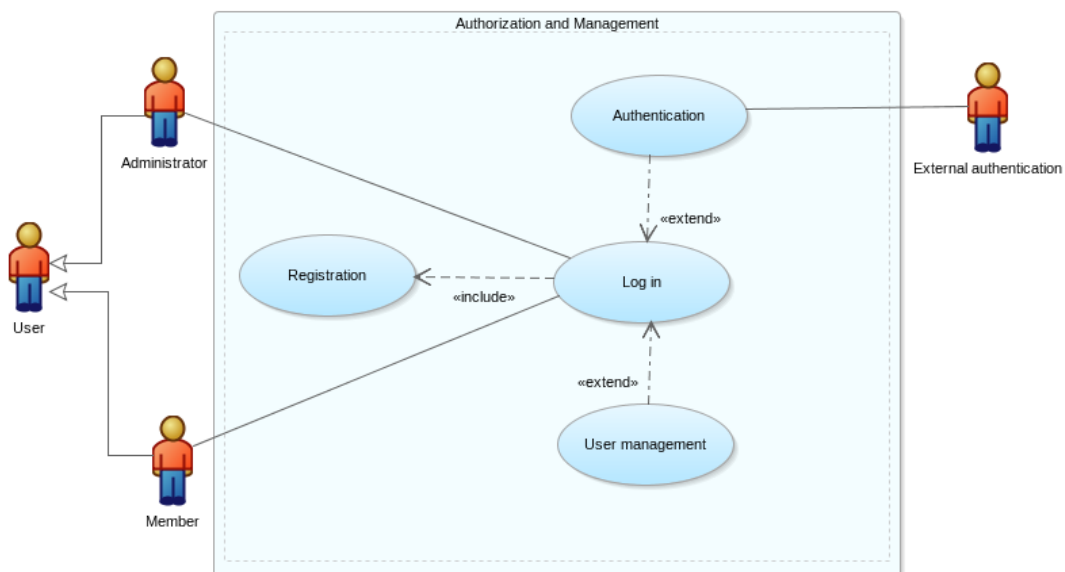 Authorization and Management
Authentication
Administrator
External authentication
«extend»
Registration
Log in
«include»
User
«extend»
User management
Member